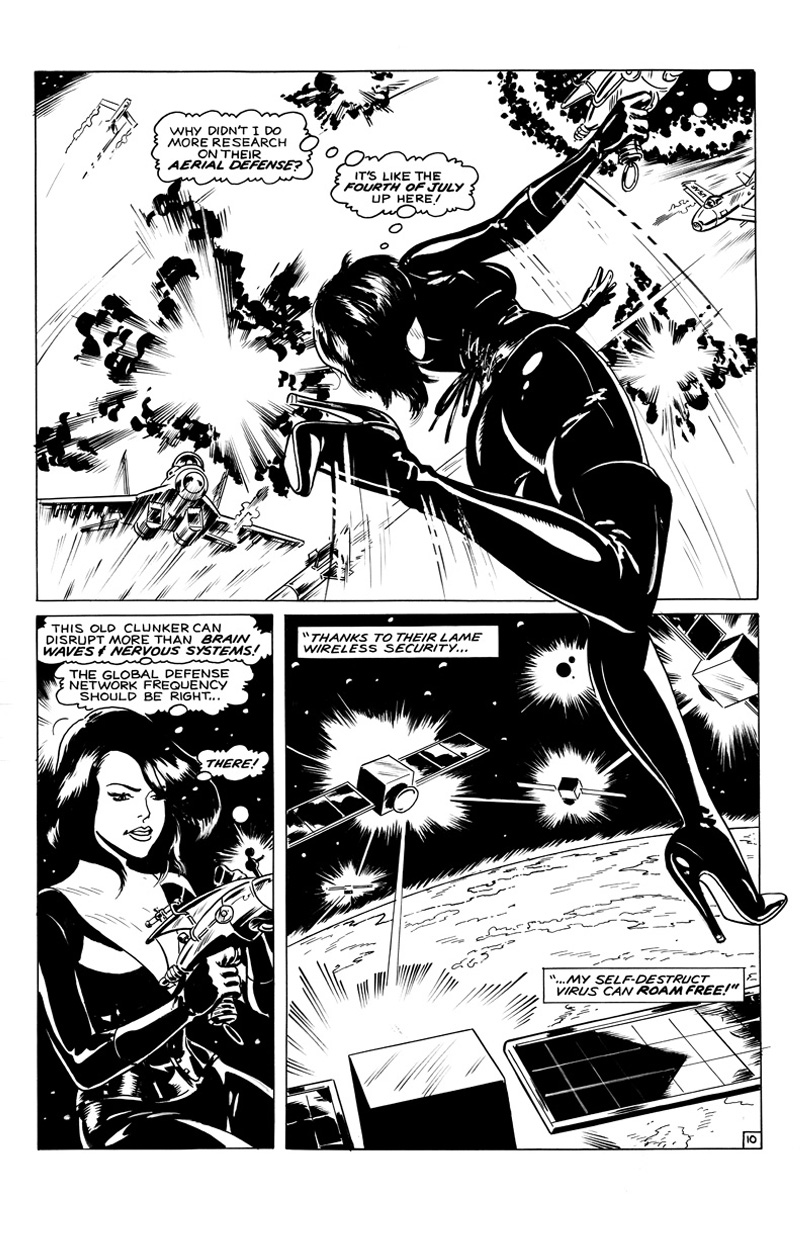 WHY DIDN'T I DO
MORE RESEARCH
ON THEIR
AERIAL DEFENSE?
IT'S LIKE THE
FOURTH OF JULY
UP HERE!
THIS OLD CLUNKER CAN
DISRUPT MORE THAN BRAIN
WAVES & NERVOUS SYSTEMS!
THE GLOBAL DEFENSE
NETWORK FREQUENCY
SHOULD BE RIGHT...
THERE!
"THANKS TO THEIR LAME
WIRELESS SECURITY...
"...MY SELF-DESTRUCT
VIRUS CAN ROAM FREE!"
10